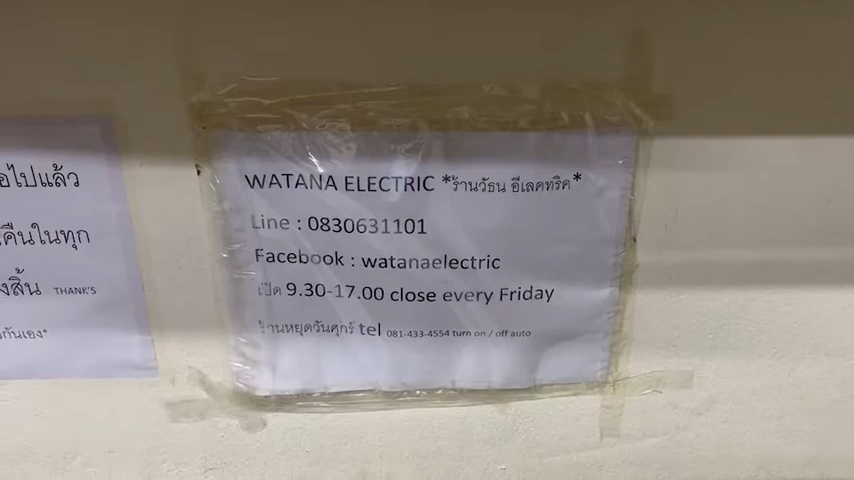 อไปแล้ว
คืนในทุก
งสิ้น THANK'S
กันเอง*
WATANA ELECTRIC *ร้านวัธน อีเลคทริค*
Line : 0830631101
Facebook : watanaelectric
เปิด 9.30-17.00 close every Friday
ร้านหยุดวันศุกร์ tel 081-433-4554 turn on / off auto